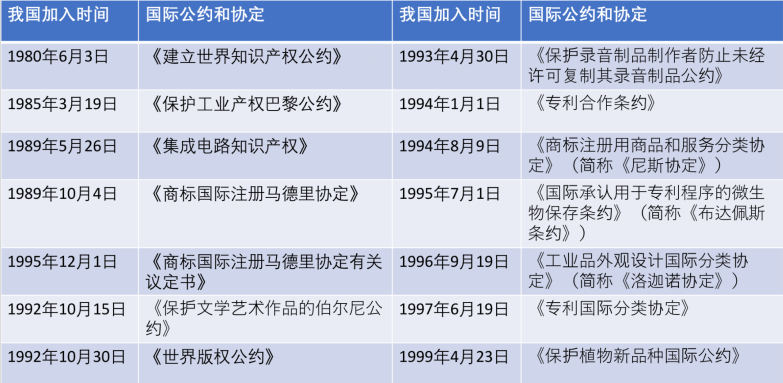 我国加入时间 国际公约和协定 我国加入时间 国际公约和协定
1980年6月3日 《建立世界知识产权公约》 1993年4月30日 《保护录音制品制作者防止未经
许可复制其录音制品公约》
1985年3月19日 《保护工业产权巴黎公约》 1994年1月1日 《专利合作条约》
1989年5月26日 《集成电路知识产权》 1994年8月9日 《商标注册用商品和服务分类协
定》（简称《尼斯协定》）
1989年10月4日 《商标国际注册马德里协定》 1995年7月1日 《国际承认用于专利程序的微生
物保存条约》（简称《布达佩斯
条约》）
1995年12月1日 《商标国际注册马德里协定有关
议定书》 1996年9月19日 《工业品外观设计国际分类协
定》（简称《洛迦诺协定》）
1992年10月15日 《保护文学艺术作品的伯尔尼公
约》 1997年6月19日 《专利国际分类协定》
1992年10月30日 《世界版权公约》 1999年4月23日 《保护植物新品种国际公约》